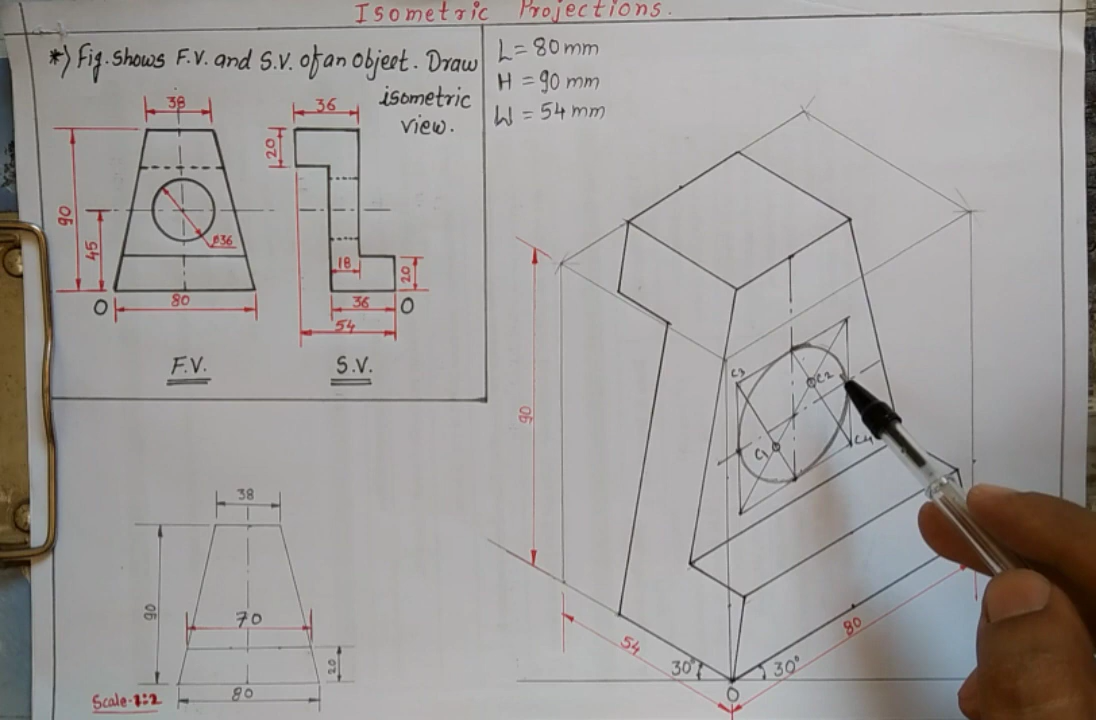 Isometric Projections.
*) Fig. shows F.V. and S.V. of an object. Draw
isometric
view.
L = 80 mm
H = 90 mm
W = 54 mm
38
36
20
90
45
ø36
18
20
O
80
36
O
54
F.V.
S.V.
90
C3
C2
C1
C4
38
90
70
20
80
Scale-1:2
54
30°
30°
80
O